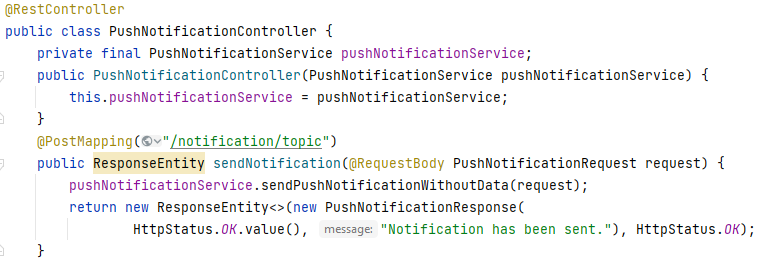 @RestController
public class PushNotificationController {
    private final PushNotificationService pushNotificationService;
    public PushNotificationController(PushNotificationService pushNotificationService) {
        this.pushNotificationService = pushNotificationService;
    }
    @PostMapping("/notification/topic")
    public ResponseEntity sendNotification(@RequestBody PushNotificationRequest request) {
        pushNotificationService.sendPushNotificationWithoutData(request);
        return new ResponseEntity<>(new PushNotificationResponse(
                HttpStatus.OK.value(), message: "Notification has been sent."), HttpStatus.OK);
    }